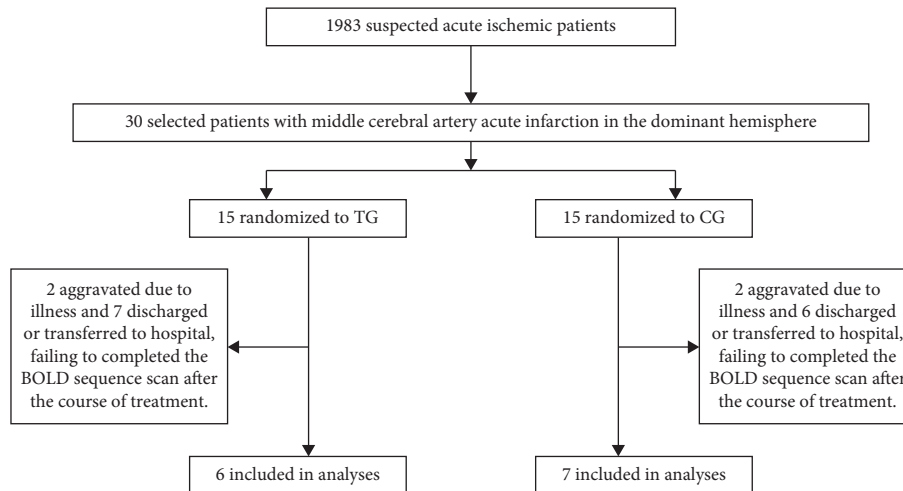 1983 suspected acute ischemic patients
30 selected patients with middle cerebral artery acute infarction in the dominant hemisphere
15 randomized to TG
15 randomized to CG
2 aggravated due to
illness and 7 discharged
or transferred to hospital,
failing to completed the
BOLD sequence scan after
the course of treatment.
2 aggravated due to
illness and 6 discharged
or transferred to hospital,
failing to completed the
BOLD sequence scan after
the course of treatment.
6 included in analyses
7 included in analyses